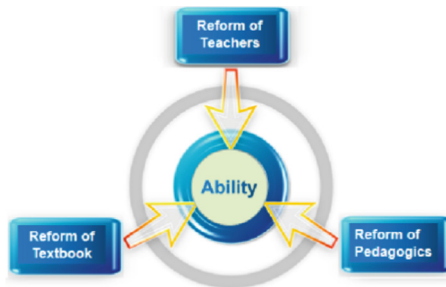 Reform of
Teachers
Ability
Reform of
Textbook
Reform of
Pedagogics